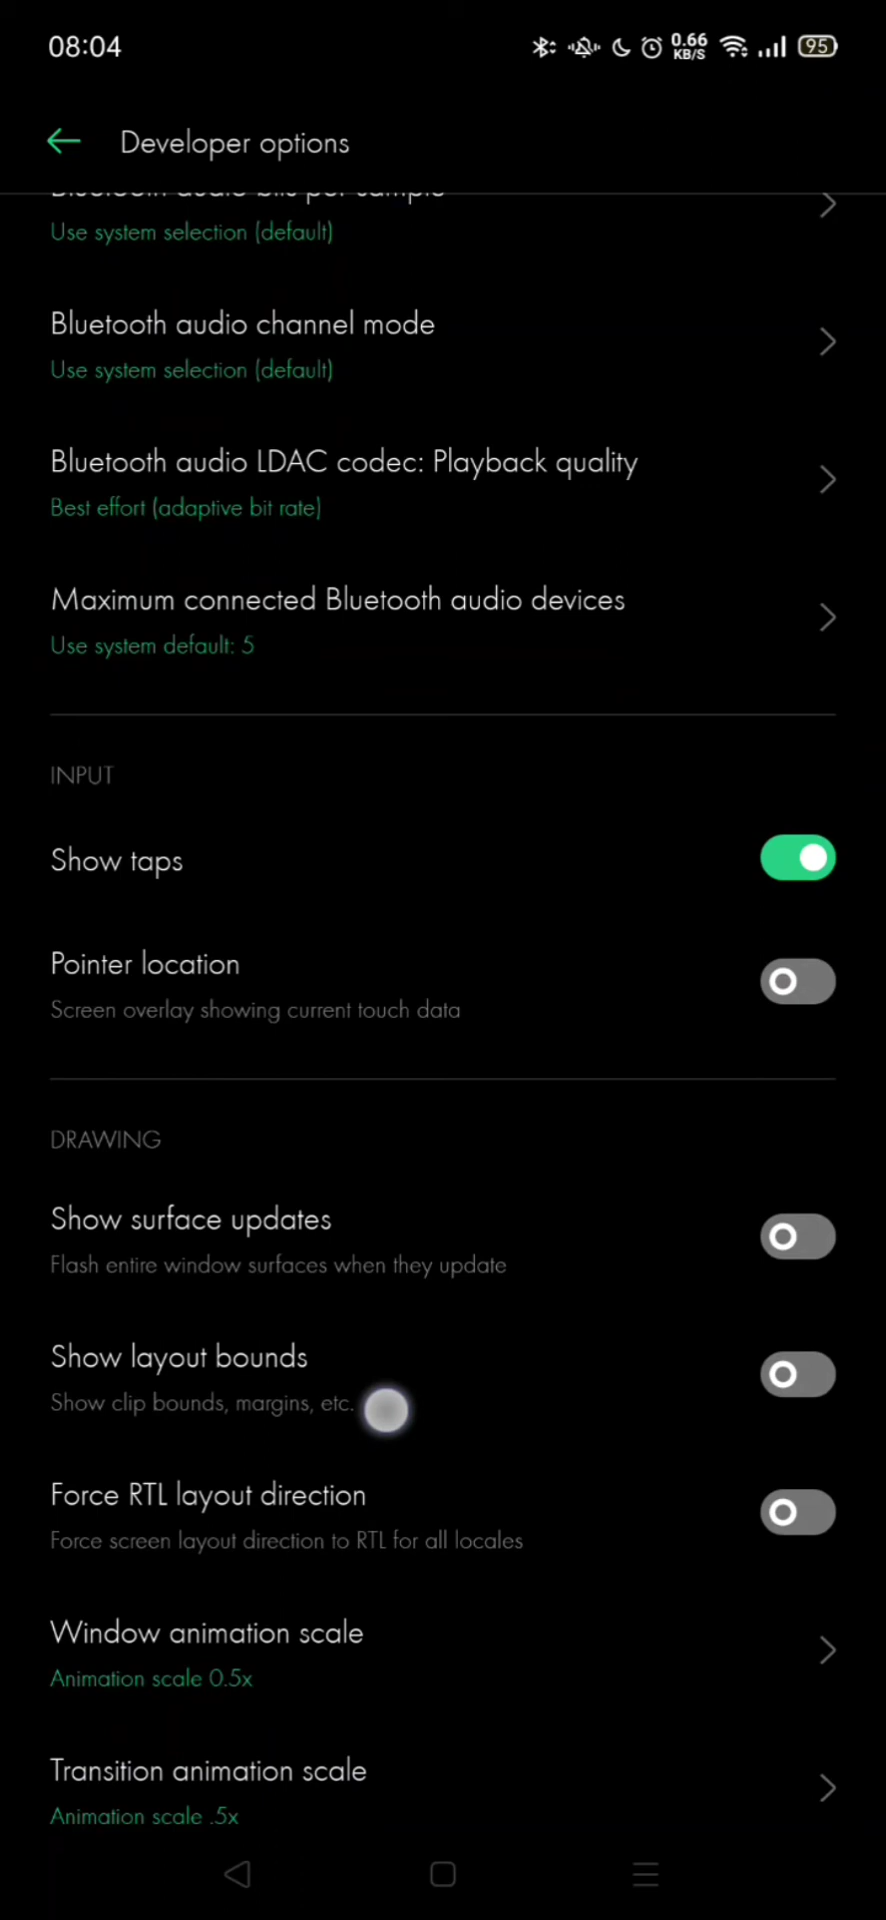 08:04
0.66
KB/S
95
Developer options
Bluetooth audio bits per sample
Use system selection (default)
Bluetooth audio channel mode
Use system selection (default)
Bluetooth audio LDAC codec: Playback quality
Best effort (adaptive bit rate)
Maximum connected Bluetooth audio devices
Use system default: 5
INPUT
Show taps
Pointer location
Screen overlay showing current touch data
DRAWING
Show surface updates
Flash entire window surfaces when they update
Show layout bounds
Show clip bounds, margins, etc.
Force RTL layout direction
Force screen layout direction to RTL for all locales
Window animation scale
Animation scale 0.5x
Transition animation scale
Animation scale .5x